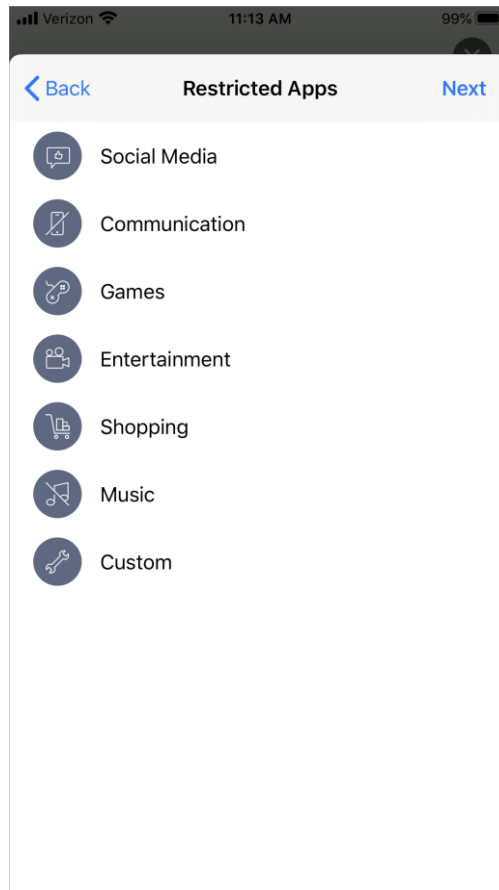 Verizon 11:13 AM 99%
Back Restricted Apps Next
Social Media
Communication
Games
Entertainment
Shopping
Music
Custom